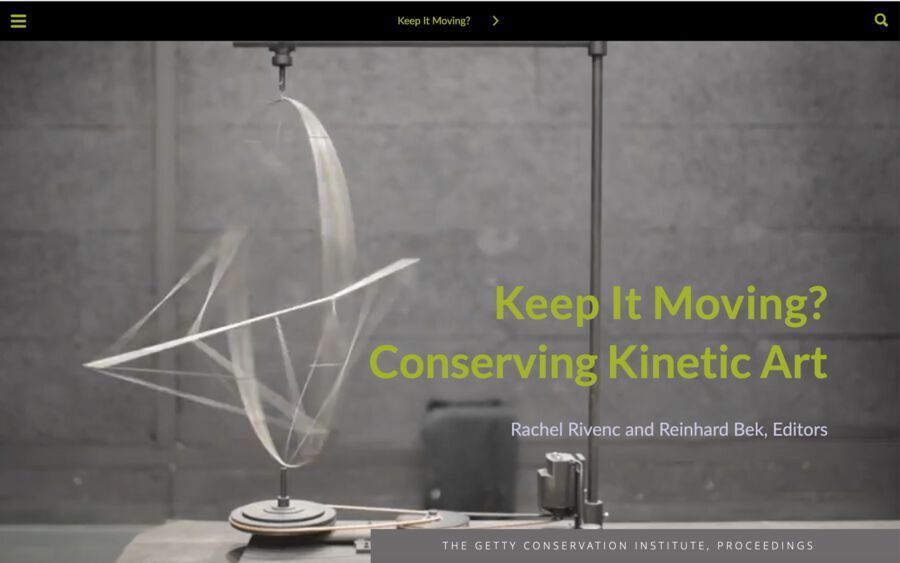 Keep It Moving?
Keep It Moving?
Conserving Kinetic Art
Rachel Rivenc and Reinhard Bek, Editors
THE GETTY CONSERVATION INSTITUTE, PROCEEDINGS